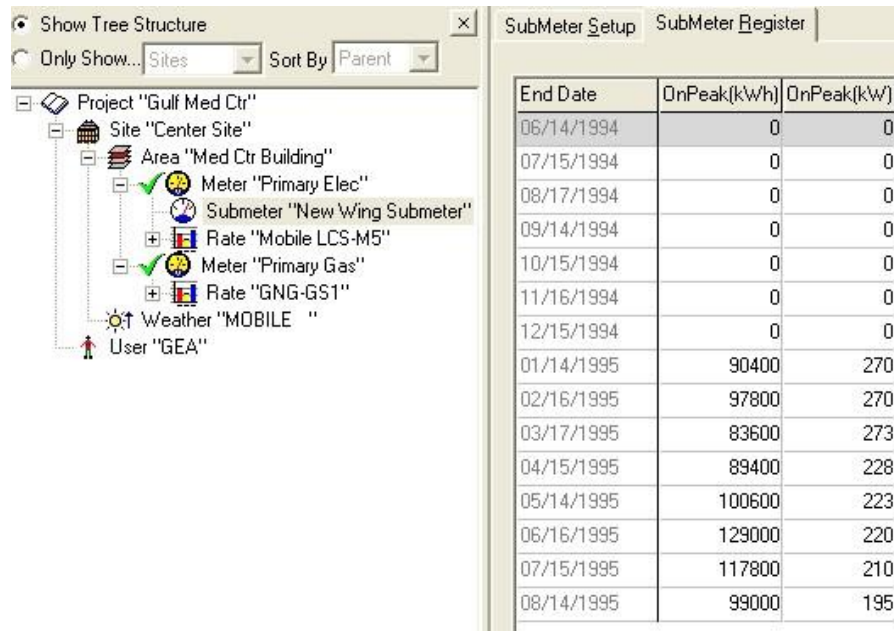 Show Tree Structure
Only Show... Sites Sort By Parent
Project "Gulf Med Ctr"
Site "Center Site"
Area "Med Ctr Building"
Meter "Primary Elec"
Submeter "New Wing Submeter"
Rate "Mobile LCS-M5"
Meter "Primary Gas"
Rate "GNG-GS1"
Weather "MOBILE "
User "GEA"
SubMeter Setup SubMeter Register
End Date OnPeak(kWh) OnPeak(kW)
06/14/1994 0 0
07/15/1994 0 0
08/17/1994 0 0
09/14/1994 0 0
10/15/1994 0 0
11/16/1994 0 0
12/15/1994 0 0
01/14/1995 90400 270
02/16/1995 97800 270
03/17/1995 83600 273
04/15/1995 89400 228
05/14/1995 100600 223
06/16/1995 129000 220
07/15/1995 117800 210
08/14/1995 99000 195